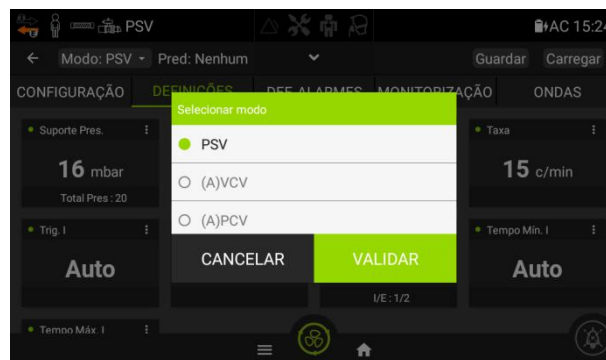 PSV
AC 15:24
Modo: PSV
Pred: Nenhum
Guardar
Carregar
CONFIGURAÇÃO
DEFINIÇÕES
DEF. ALARMES
MONITORIZAÇÃO
ONDAS
Selecionar modo
PSV
(A)VCV
(A)PCV
CANCELAR
VALIDAR
Suporte Pres.
16 mbar
Total Pres : 20
Taxa
15 c/min
Trig. I
Auto
I/E : 1/2
Tempo Mín. I
Auto
Tempo Máx. I